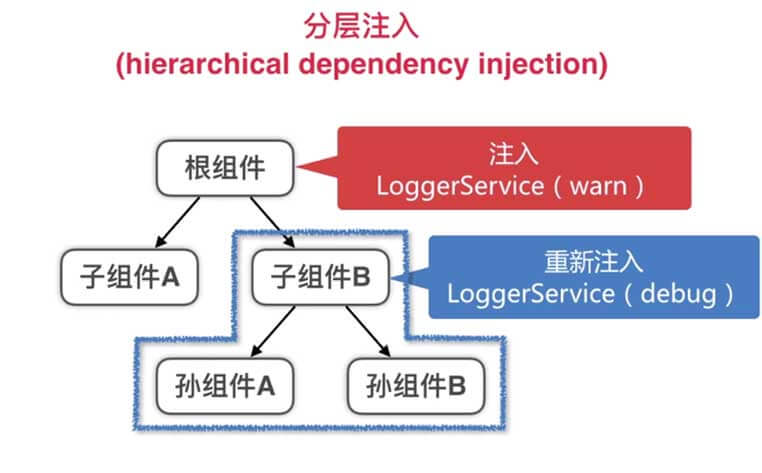 分层注入
(hierarchical dependency injection)
根组件
注入
LoggerService（warn）
子组件A
子组件B
重新注入
LoggerService（debug）
孙组件A
孙组件B